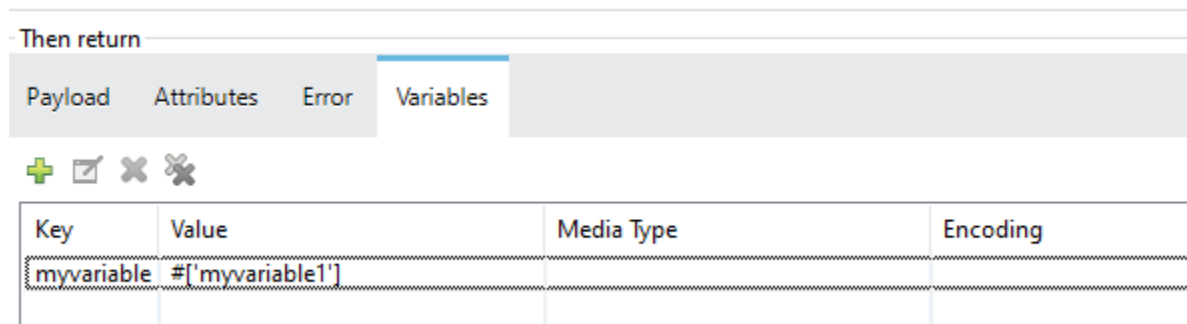 Then return
Payload Attributes Error Variables
Key Value Media Type Encoding
myvariable #['myvariable1']